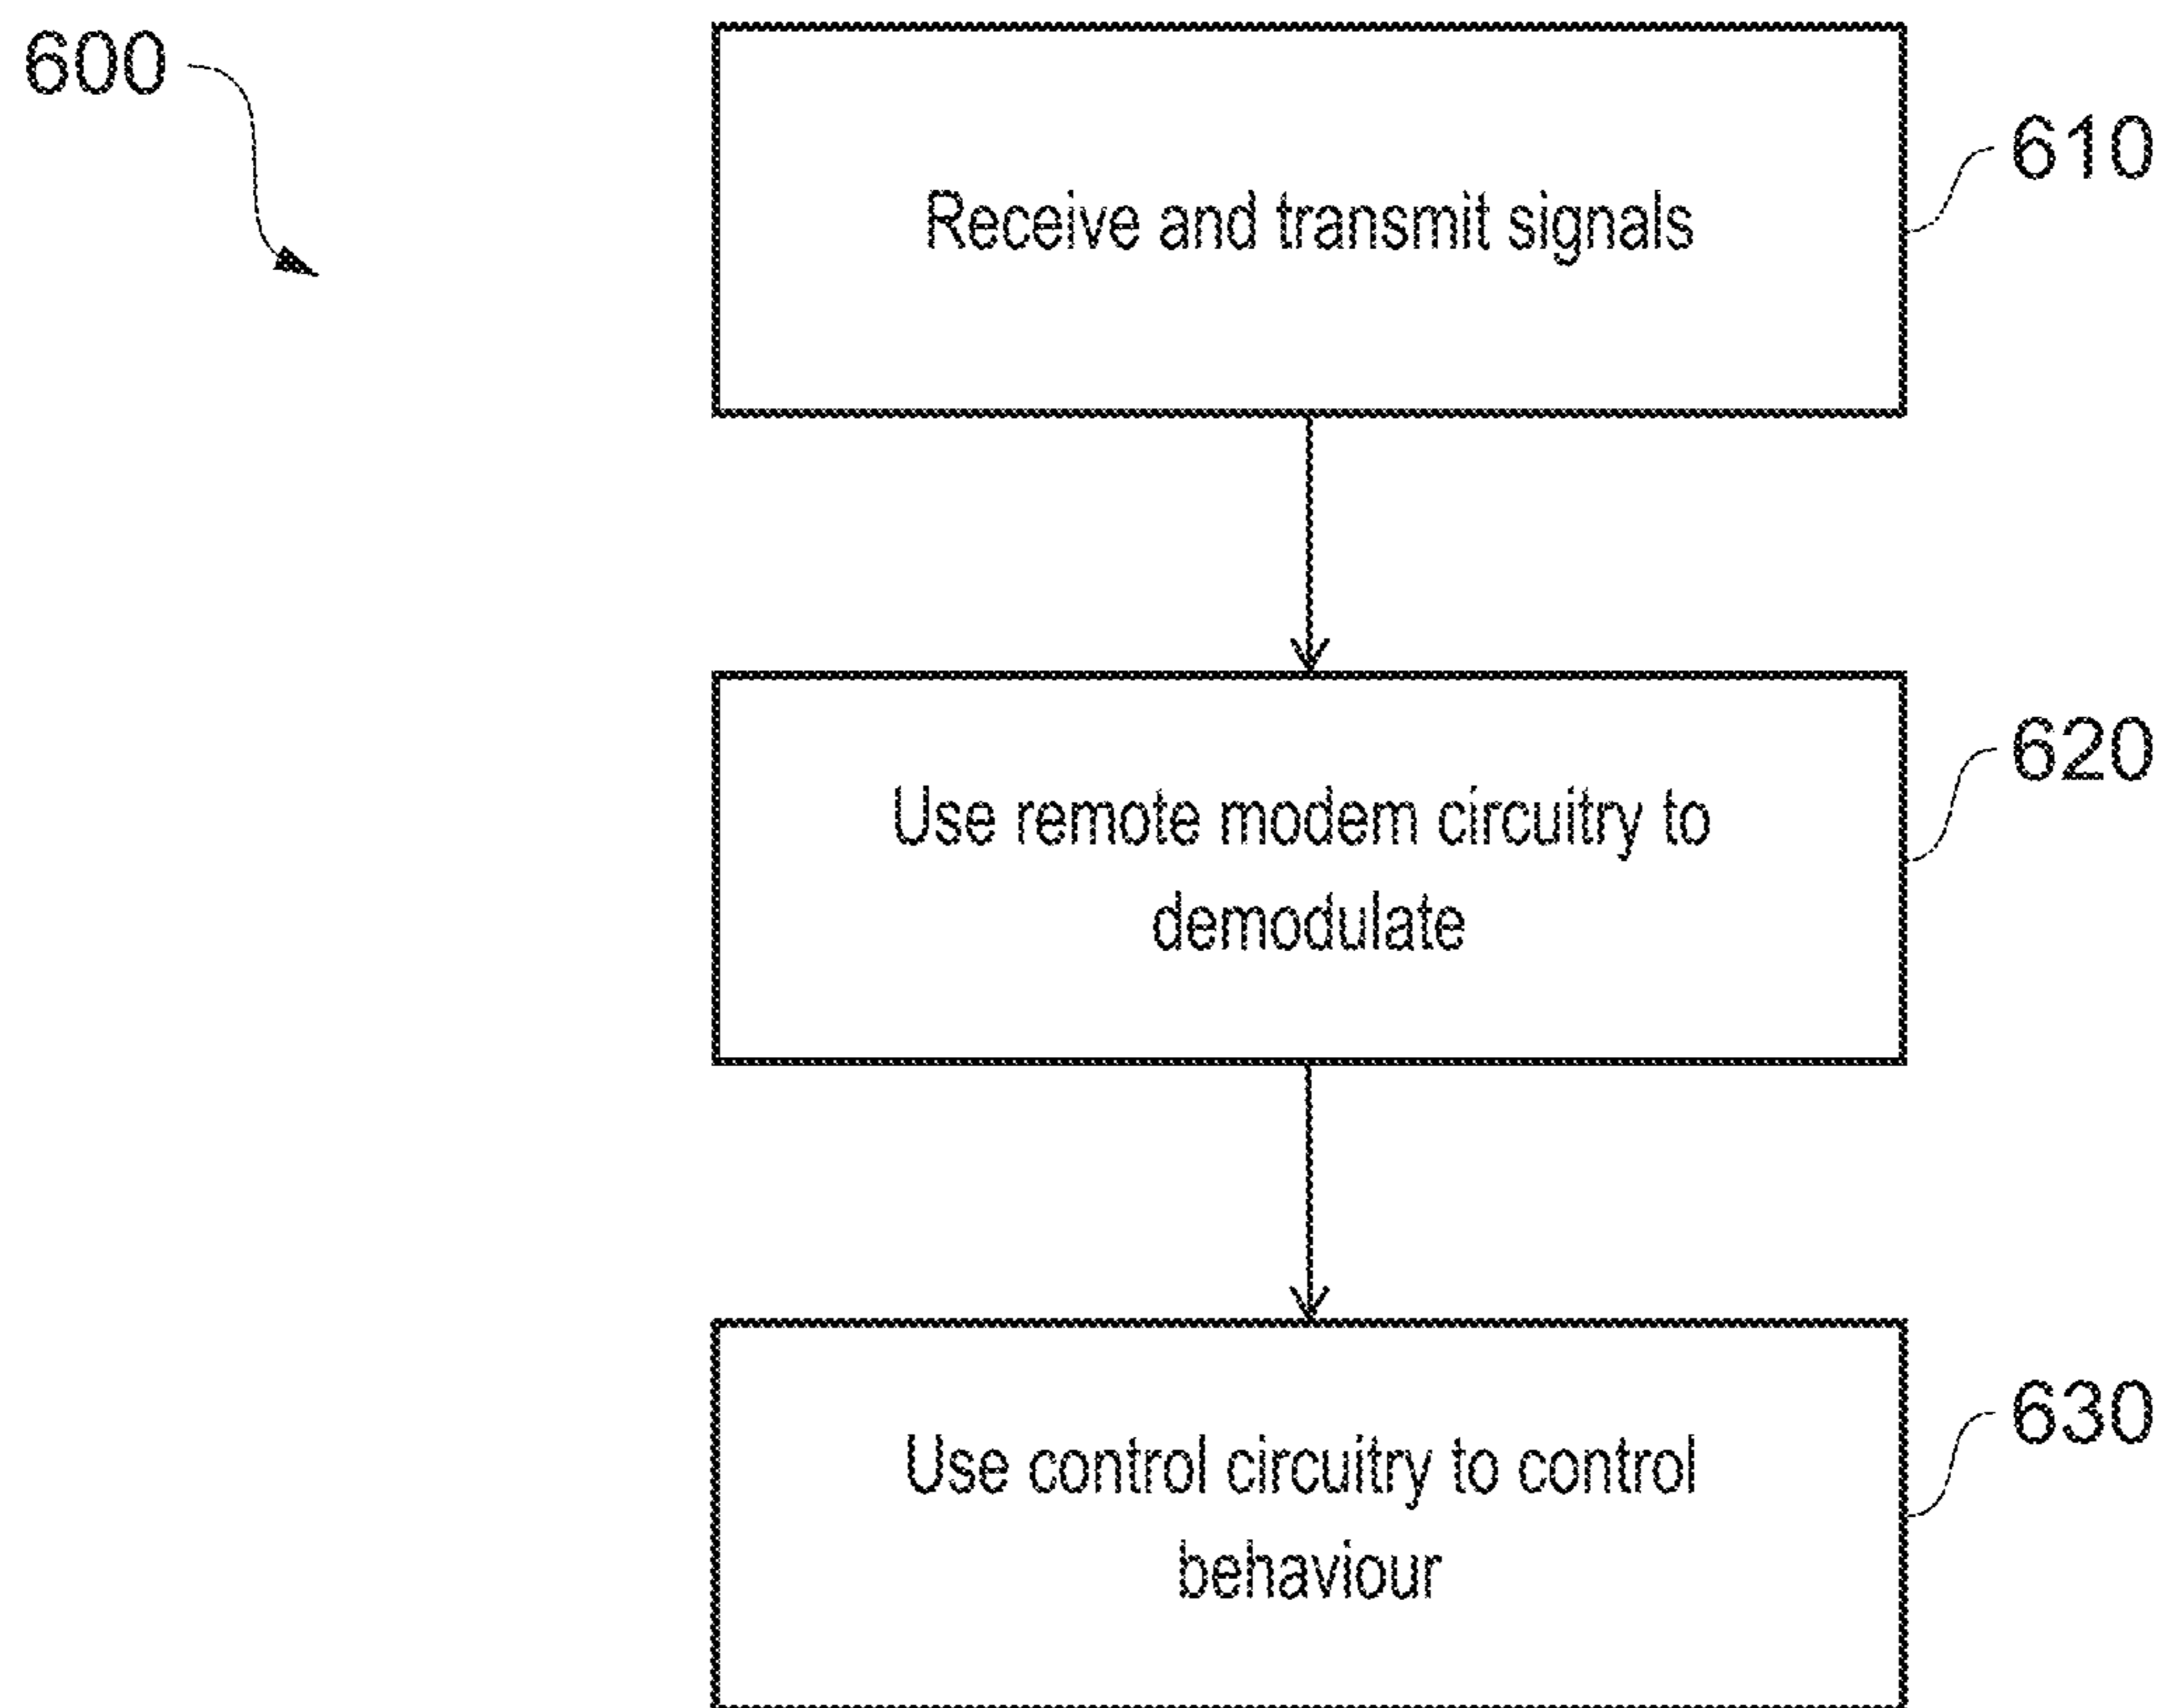 600
610
Receive and transmit signals
620
Use remote modem circuitry to
demodulate
630
Use control circuitry to control
behaviour